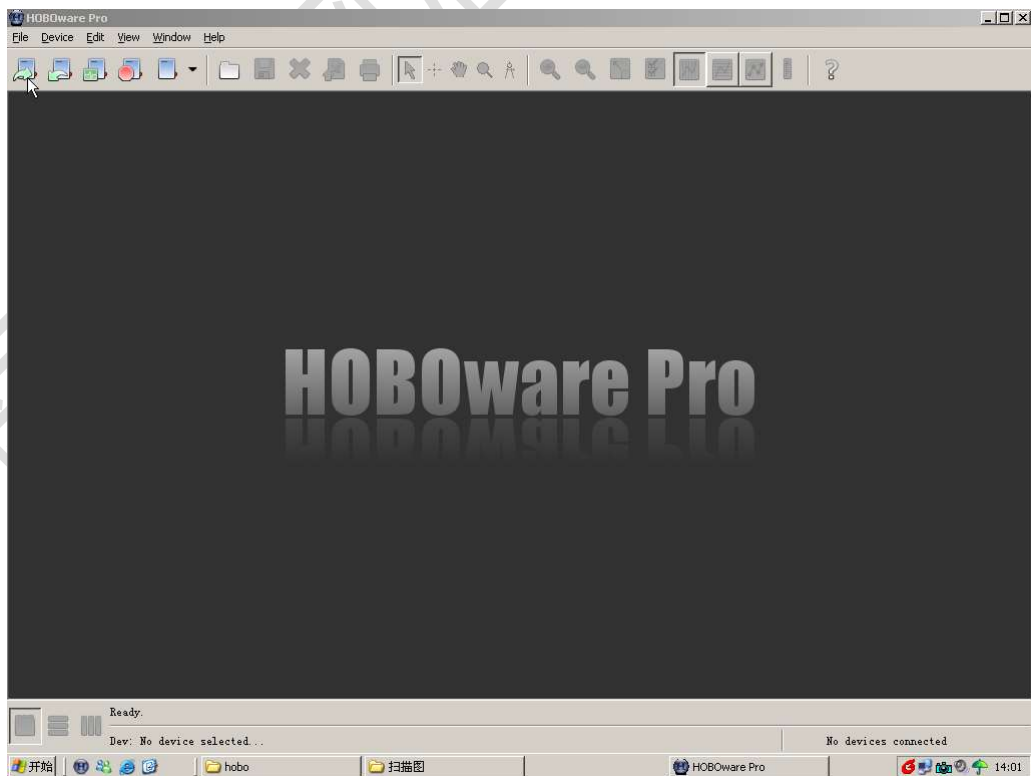 HOBOware Pro
File Device Edit View Window Help
HOBOware Pro
Ready.
Dev: No device selected...
No devices connected
开始 hobo 扫描图 HOBOware Pro 14:01